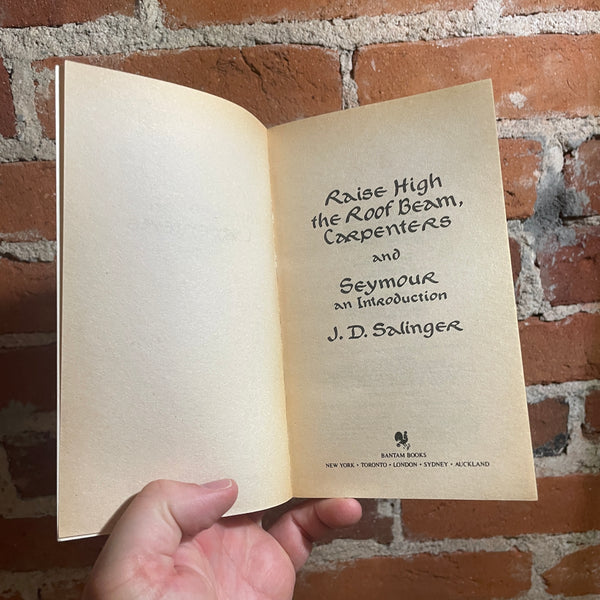 Raise High
the Roof Beam,
Carpenters
and
Seymour
an Introduction
J. D. Salinger
BANTAM BOOKS
NEW YORK • TORONTO • LONDON • SYDNEY • AUCKLAND